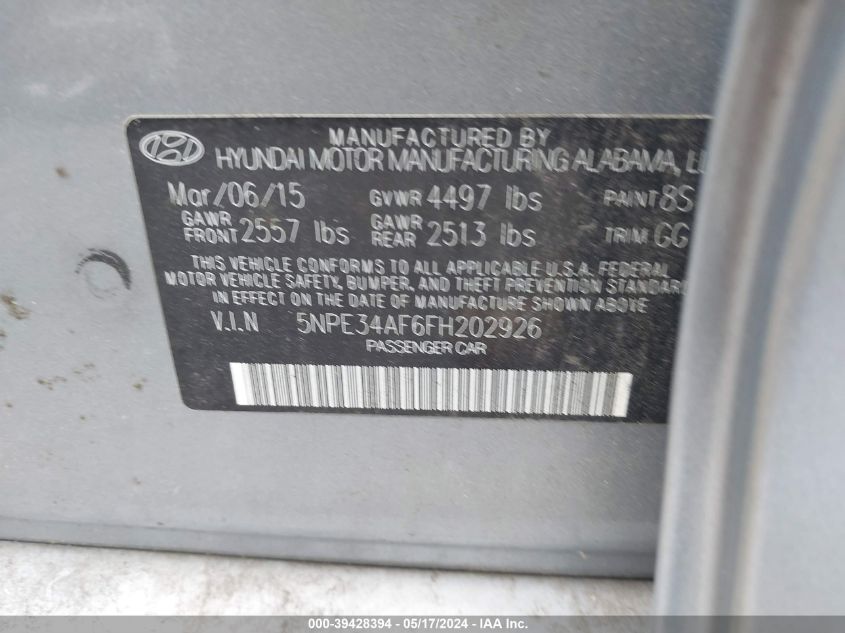 MANUFACTURED BY
HYUNDAI MOTOR MANUFACTURING ALABAMA,
Mar/06/15 GVWR 4497 lbs PAINT 8S
GAWR FRONT 2557 lbs GAWR REAR 2513 lbs TRIM GG
THIS VEHICLE CONFORMS TO ALL APPLICABLE U.S.A. FEDERAL
MOTOR VEHICLE SAFETY, BUMPER, AND THEFT PREVENTION STANDARD
IN EFFECT ON THE DATE OF MANUFACTURE SHOWN ABOVE.
V.I.N 5NPE34AF6FH202926
PASSENGER CAR
000-39428394 - 05/17/2024 - IAA Inc.